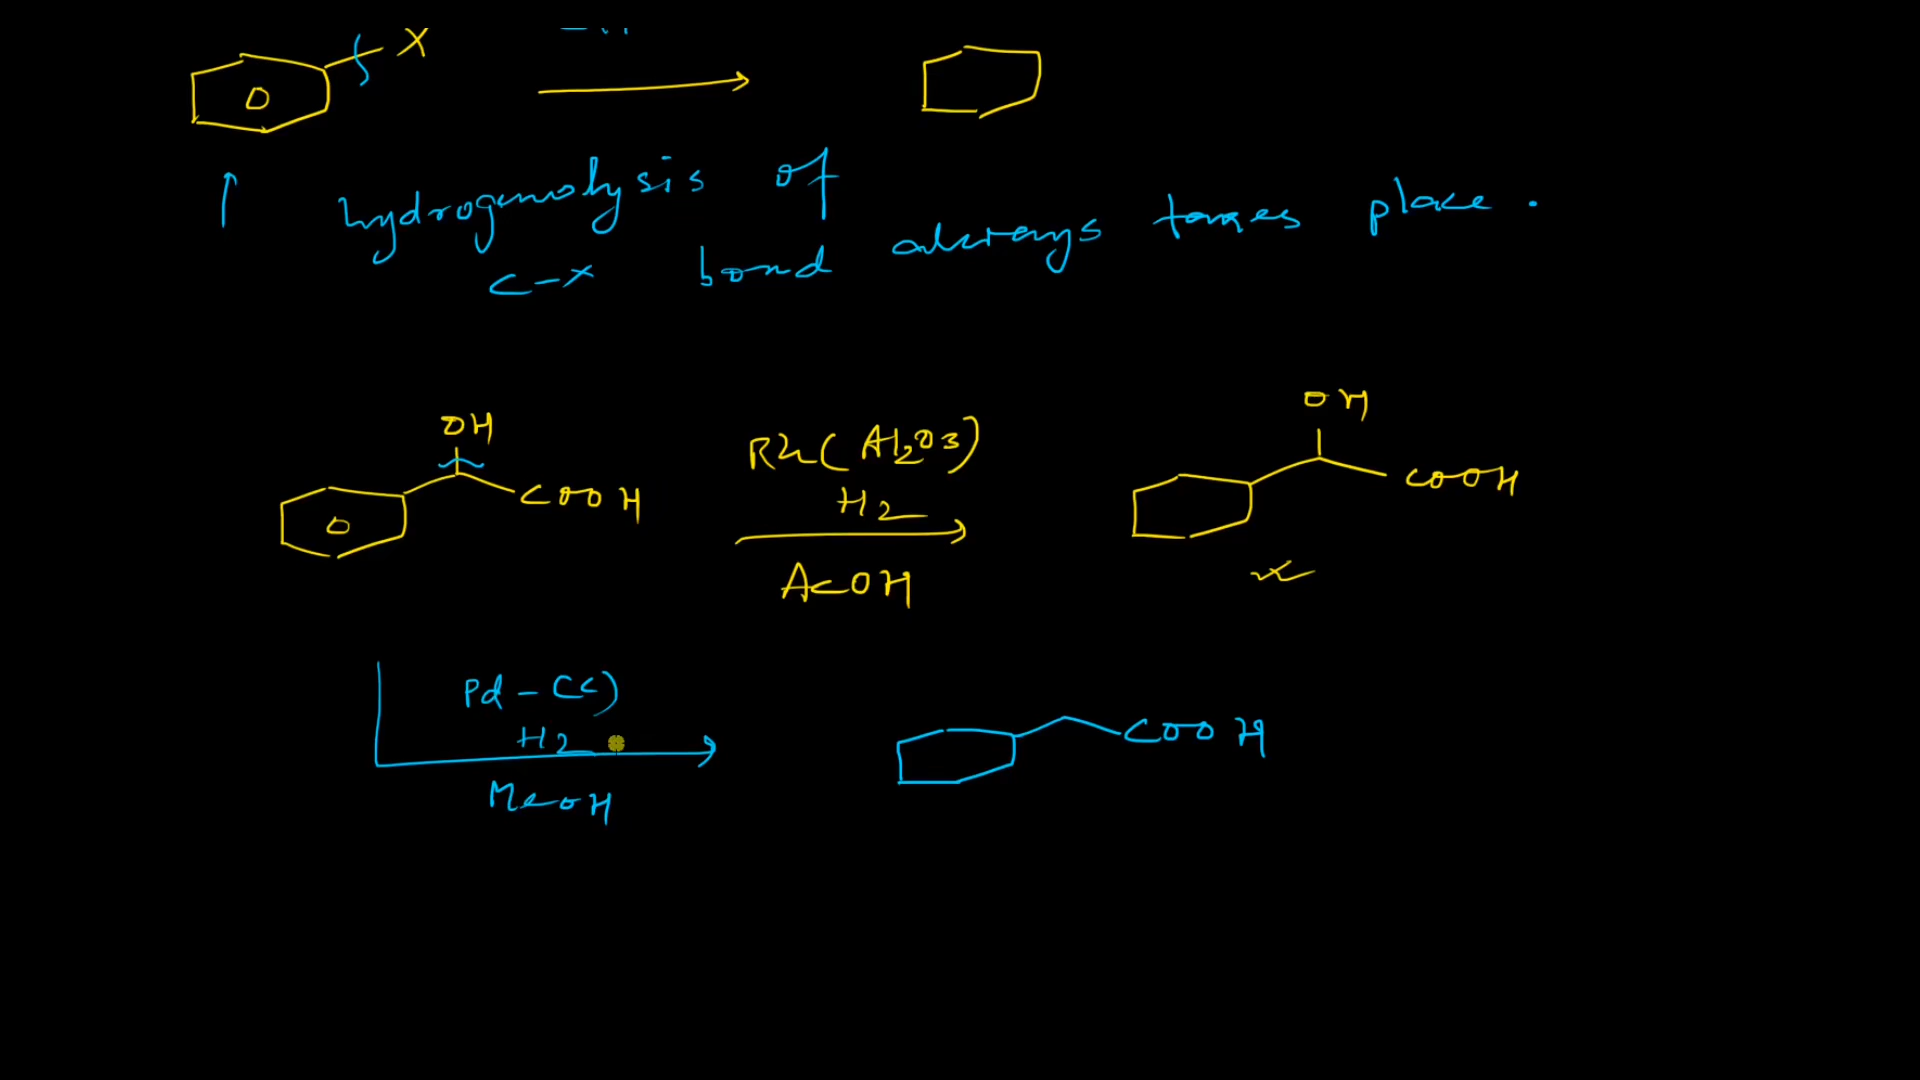 X
hydrogenolysis of
C-X bond always takes place.
OH
COOH
Rh(Al2O3)
H2
AcOH
OH
COOH
Pd-C(<)
H2
MeOH
COOH